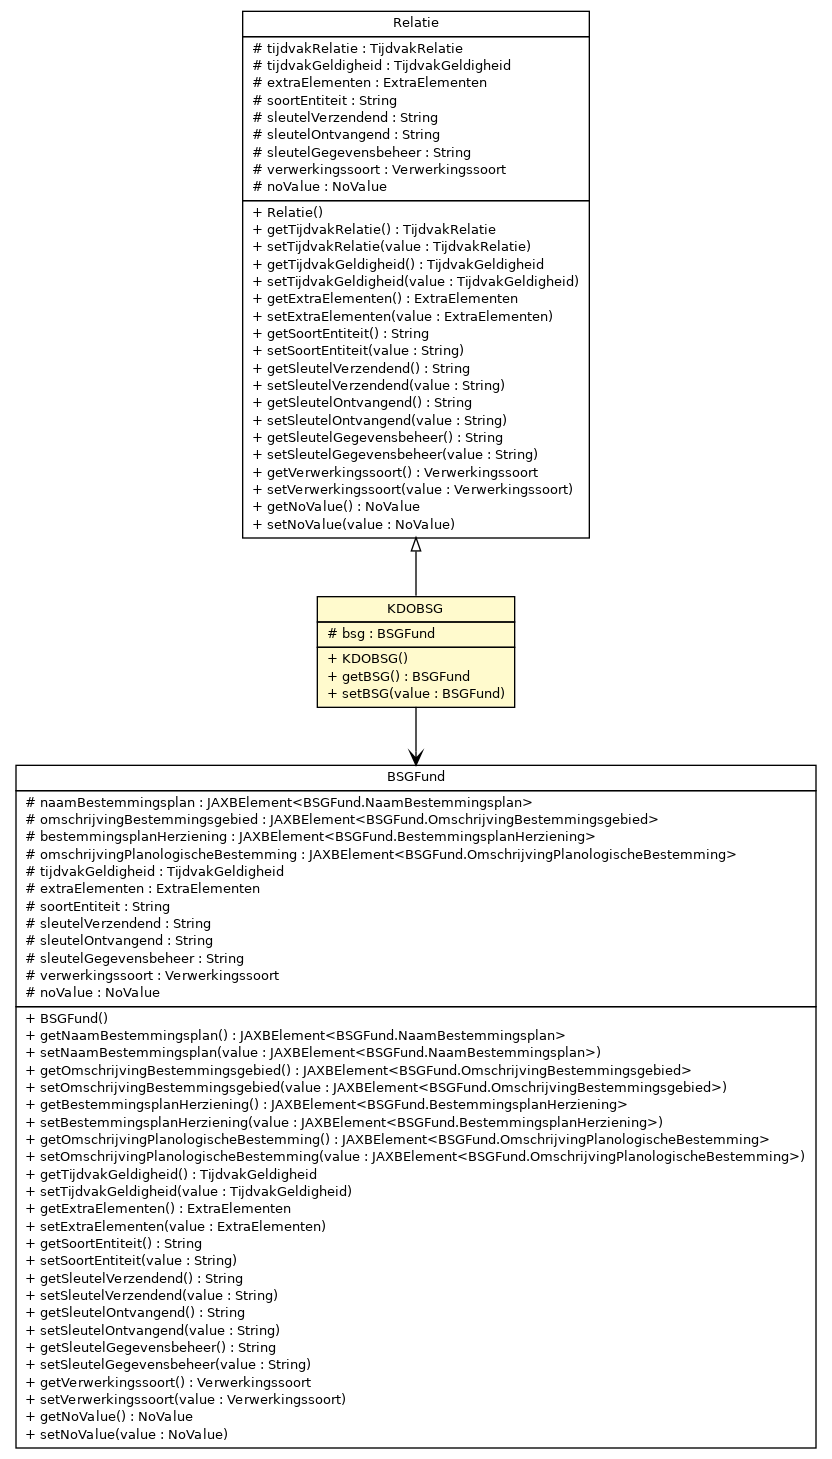 Relatie
# tijdvakRelatie : TijdvakRelatie
# tijdvakGeldigheid : TijdvakGeldigheid
# extraElementen : ExtraElementen
# soortEntiteit : String
# sleutelVerzendend : String
# sleutelOntvangend : String
# sleutelGegevensbeheer : String
# verwerkingssoort : Verwerkingssoort
# noValue : NoValue
+ Relatie()
+ getTijdvakRelatie() : TijdvakRelatie
+ setTijdvakRelatie(value : TijdvakRelatie)
+ getTijdvakGeldigheid() : TijdvakGeldigheid
+ setTijdvakGeldigheid(value : TijdvakGeldigheid)
+ getExtraElementen() : ExtraElementen
+ setExtraElementen(value : ExtraElementen)
+ getSoortEntiteit() : String
+ setSoortEntiteit(value : String)
+ getSleutelVerzendend() : String
+ setSleutelVerzendend(value : String)
+ getSleutelOntvangend() : String
+ setSleutelOntvangend(value : String)
+ getSleutelGegevensbeheer() : String
+ setSleutelGegevensbeheer(value : String)
+ getVerwerkingssoort() : Verwerkingssoort
+ setVerwerkingssoort(value : Verwerkingssoort)
+ getNoValue() : NoValue
+ setNoValue(value : NoValue)
KDOBSG
# bsg : BSGFund
+ KDOBSG()
+ getBSG() : BSGFund
+ setBSG(value : BSGFund)
BSGFund
# naamBestemmingsplan : JAXBElement<BSGFund.NaamBestemmingsplan>
# omschrijvingBestemmingsgebied : JAXBElement<BSGFund.OmschrijvingBestemmingsgebied>
# bestemmingsplanHerziening : JAXBElement<BSGFund.BestemmingsplanHerziening>
# omschrijvingPlanologischeBestemming : JAXBElement<BSGFund.OmschrijvingPlanologischeBestemming>
# tijdvakGeldigheid : TijdvakGeldigheid
# extraElementen : ExtraElementen
# soortEntiteit : String
# sleutelVerzendend : String
# sleutelOntvangend : String
# sleutelGegevensbeheer : String
# verwerkingssoort : Verwerkingssoort
# noValue : NoValue
+ BSGFund()
+ getNaamBestemmingsplan() : JAXBElement<BSGFund.NaamBestemmingsplan>
+ setNaamBestemmingsplan(value : JAXBElement<BSGFund.NaamBestemmingsplan>)
+ getOmschrijvingBestemmingsgebied() : JAXBElement<BSGFund.OmschrijvingBestemmingsgebied>
+ setOmschrijvingBestemmingsgebied(value : JAXBElement<BSGFund.OmschrijvingBestemmingsgebied>)
+ getBestemmingsplanHerziening() : JAXBElement<BSGFund.BestemmingsplanHerziening>
+ setBestemmingsplanHerziening(value : JAXBElement<BSGFund.BestemmingsplanHerziening>)
+ getOmschrijvingPlanologischeBestemming() : JAXBElement<BSGFund.OmschrijvingPlanologischeBestemming>
+ setOmschrijvingPlanologischeBestemming(value : JAXBElement<BSGFund.OmschrijvingPlanologischeBestemming>)
+ getTijdvakGeldigheid() : TijdvakGeldigheid
+ setTijdvakGeldigheid(value : TijdvakGeldigheid)
+ getExtraElementen() : ExtraElementen
+ setExtraElementen(value : ExtraElementen)
+ getSoortEntiteit() : String
+ setSoortEntiteit(value : String)
+ getSleutelVerzendend() : String
+ setSleutelVerzendend(value : String)
+ getSleutelOntvangend() : String
+ setSleutelOntvangend(value : String)
+ getSleutelGegevensbeheer() : String
+ setSleutelGegevensbeheer(value : String)
+ getVerwerkingssoort() : Verwerkingssoort
+ setVerwerkingssoort(value : Verwerkingssoort)
+ getNoValue() : NoValue
+ setNoValue(value : NoValue)